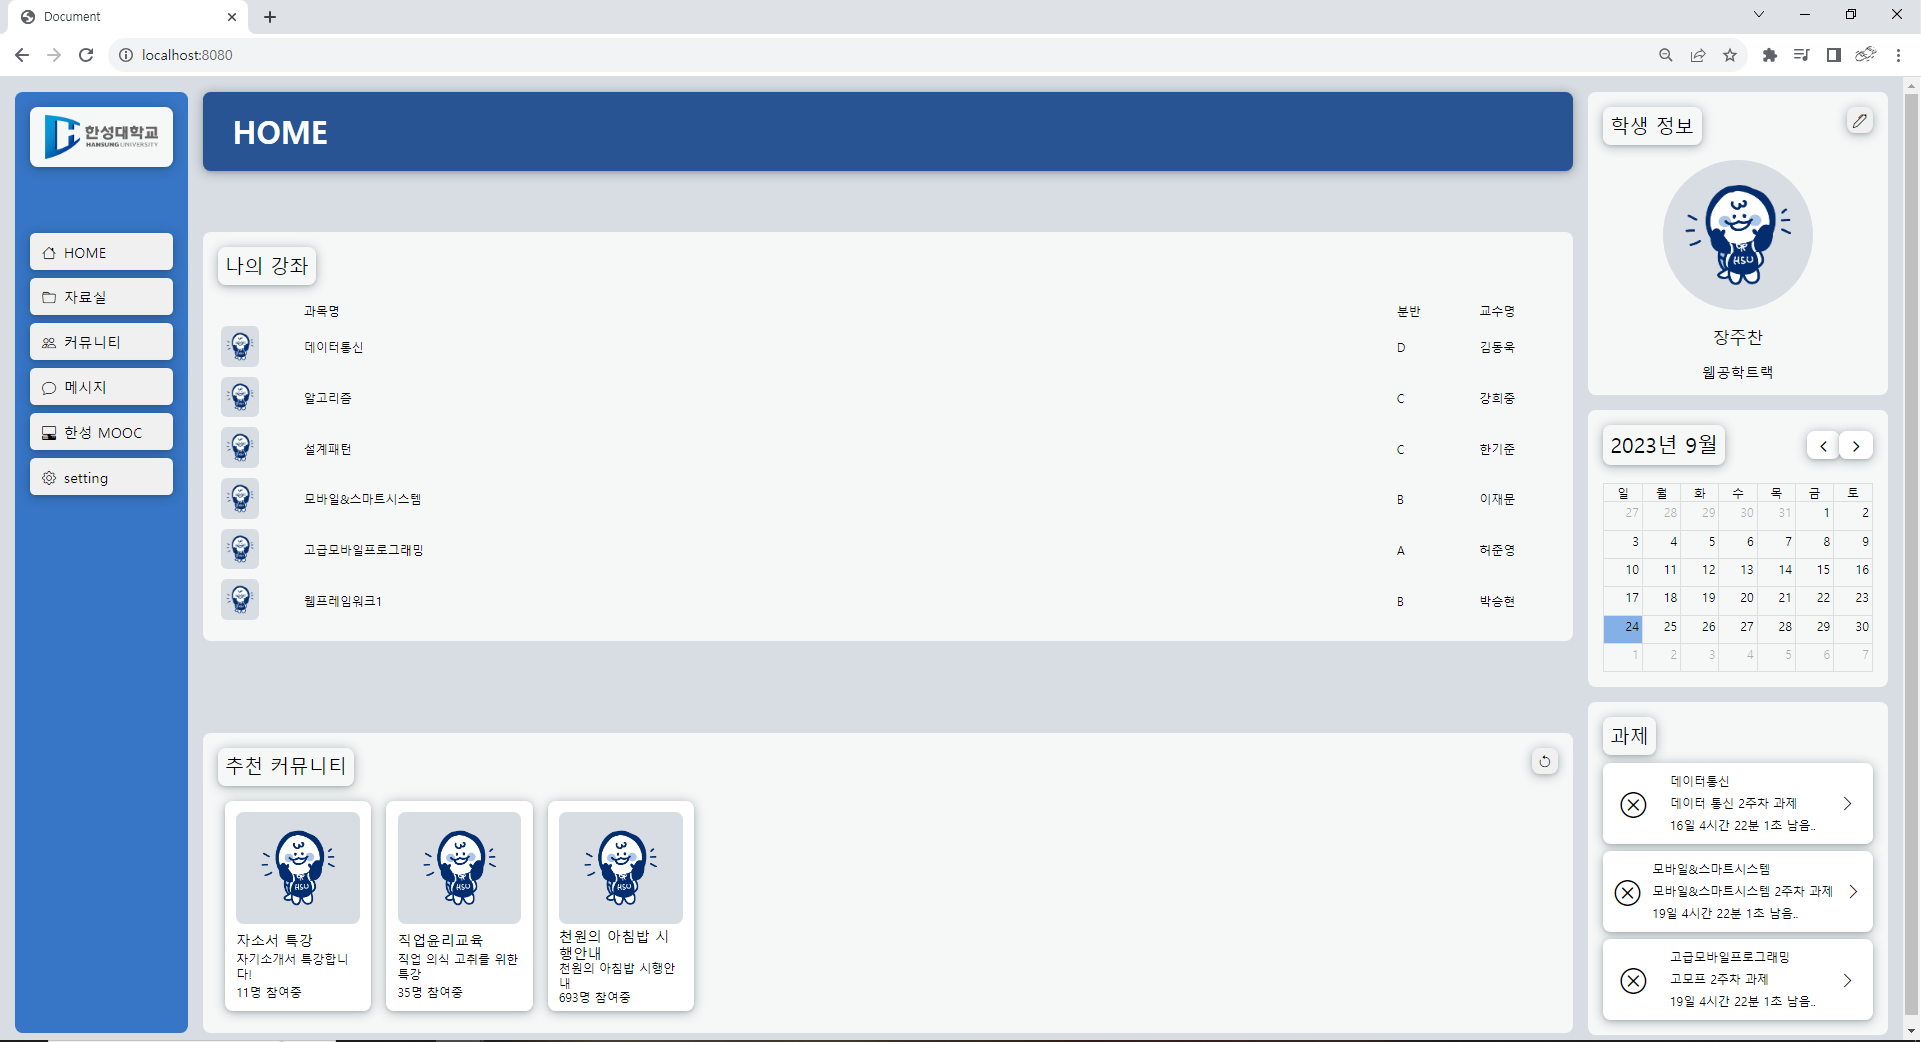 Document
localhost:8080
한성대학교
HANSUNG UNIVERSITY
HOME
자료실
커뮤니티
메시지
한성 MOOC
setting
HOME
나의 강좌
과목명 분반 교수명
데이터통신 D 김동욱
알고리즘 C 강희중
설계패턴 C 한기준
모바일&스마트시스템 B 이재문
고급모바일프로그래밍 A 허준영
웹프레임워크1 B 박승현
추천 커뮤니티
HSU
자소서 특강
자기소개서 특강합니
다!
11명 참여중
HSU
직업윤리교육
직업 의식 고취를 위한
특강
35명 참여중
HSU
천원의 아침밥 시
행안내
천원의 아침밥 시행안
내
693명 참여중
학생 정보
HSU
장주찬
웹공학트랙
2023년 9월
일 월 화 수 목 금 토
27 28 29 30 31 1 2
3 4 5 6 7 8 9
10 11 12 13 14 15 16
17 18 19 20 21 22 23
24 25 26 27 28 29 30
1 2 3 4 5 6 7
과제
데이터통신
데이터 통신 2주차 과제
16일 4시간 22분 1초 남음..
모바일&스마트시스템
모바일&스마트시스템 2주차 과제
19일 4시간 22분 1초 남음..
고급모바일프로그래밍
고모프 2주차 과제
19일 4시간 22분 1초 남음..